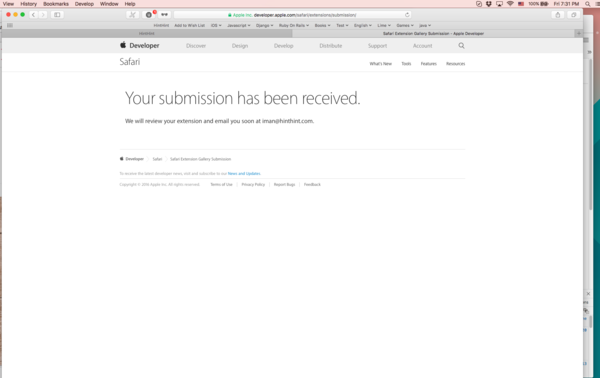 View History Bookmarks Develop Window Help 100% Fri 7:31 PM
Apple Inc. developer.apple.com/safari/extensions/submission/
Hinthint Add to Wish List iOS Javascript Django Ruby On Rails Books Test English Lime Games Java
Safari Extension Gallery Submission - Apple Developer
Developer Discover Design Develop Distribute Support Account
Safari What's New Tools Features Resources
Your submission has been received.
We will review your extension and email you soon at iman@hinthint.com.
Developer Safari Safari Extension Gallery Submission
To receive the latest developer news, visit and subscribe to our News and Updates.
Copyright © 2016 Apple Inc. All rights reserved. Terms of Use Privacy Policy Report Bugs Feedback